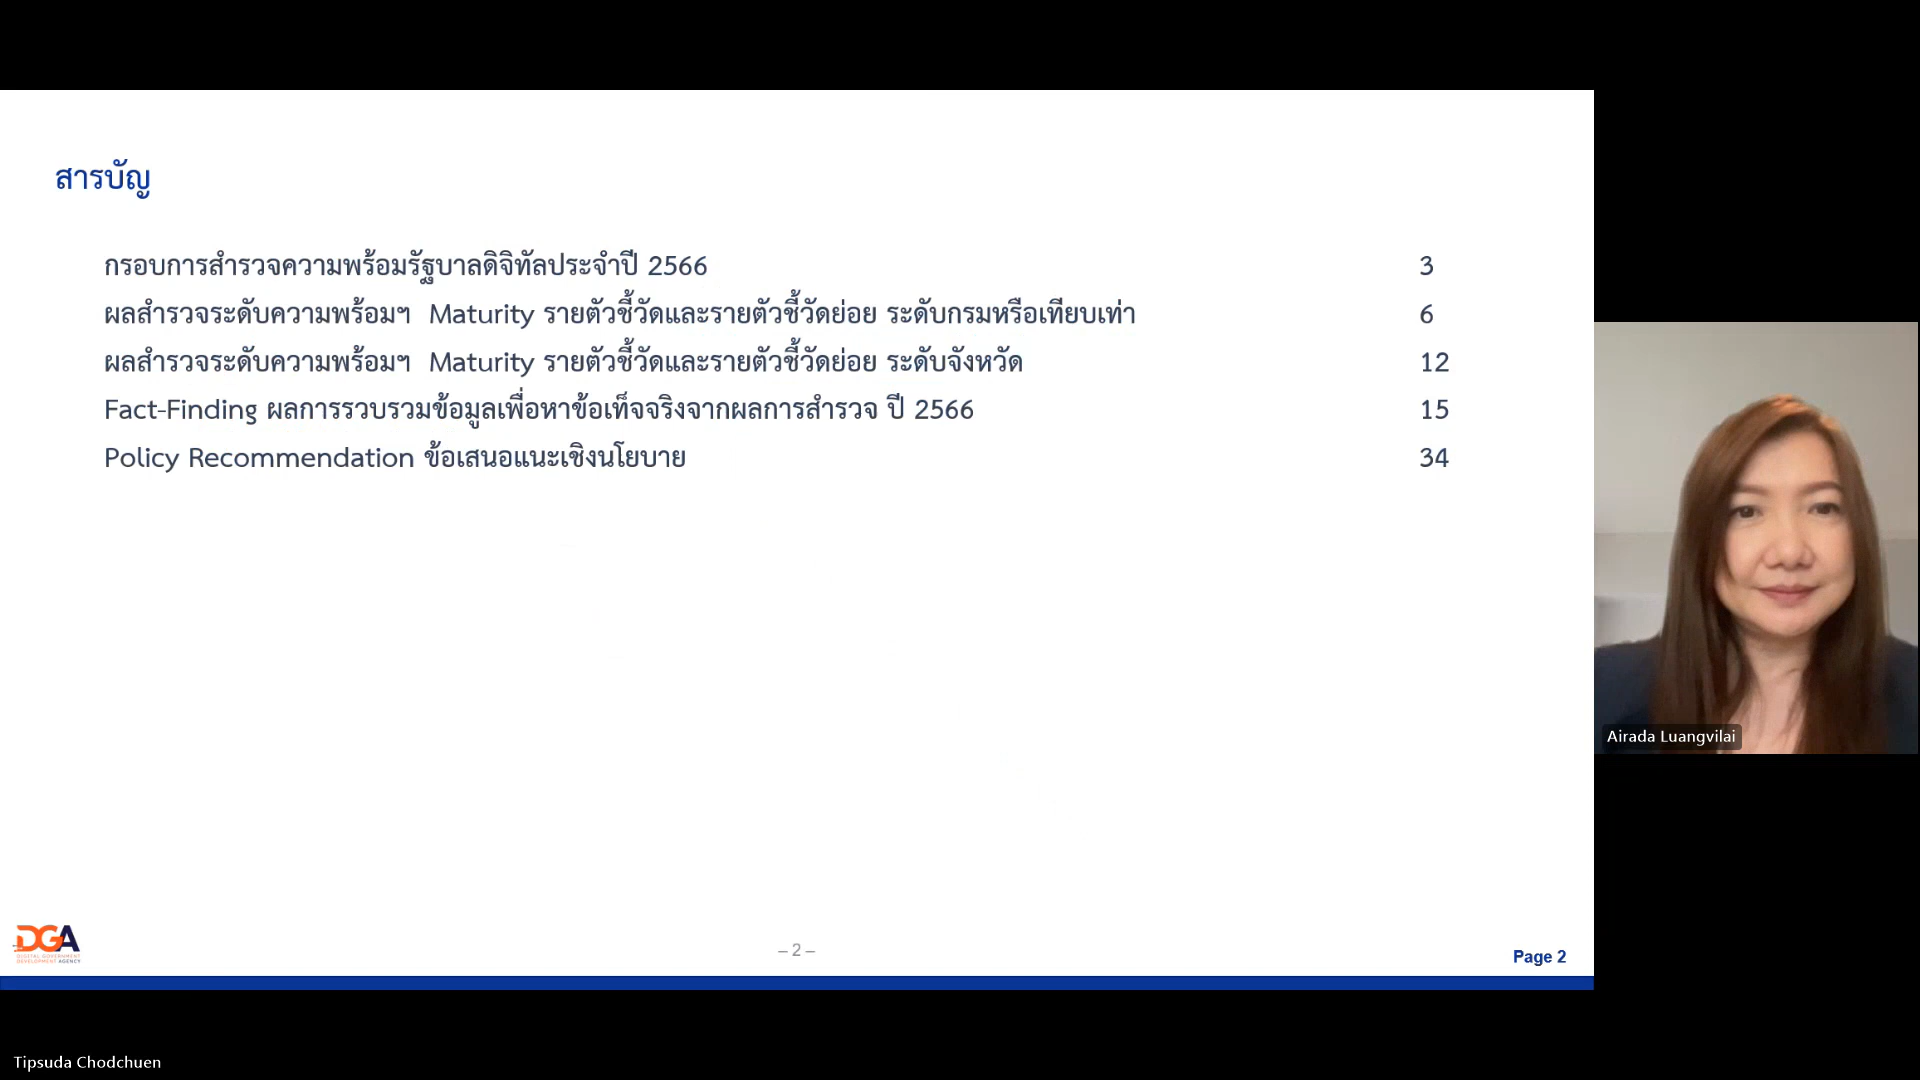 สารบัญ
กรอบการสำรวจความพร้อมรัฐบาลดิจิทัลประจำปี 2566 3
ผลสำรวจระดับความพร้อมฯ Maturity รายตัวชี้วัดและรายตัวชี้วัดย่อย ระดับกรมหรือเทียบเท่า 6
ผลสำรวจระดับความพร้อมฯ Maturity รายตัวชี้วัดและรายตัวชี้วัดย่อย ระดับจังหวัด 12
Fact-Finding ผลการรวบรวมข้อมูลเพื่อหาข้อเท็จจริงจากผลการสำรวจ ปี 2566 15
Policy Recommendation ข้อเสนอแนะเชิงนโยบาย 34
Airada Luangvilai
DGA
DIGITAL GOVERNMENT
DEVELOPMENT AGENCY
– 2 –
Page 2
Tipsuda Chodchuen